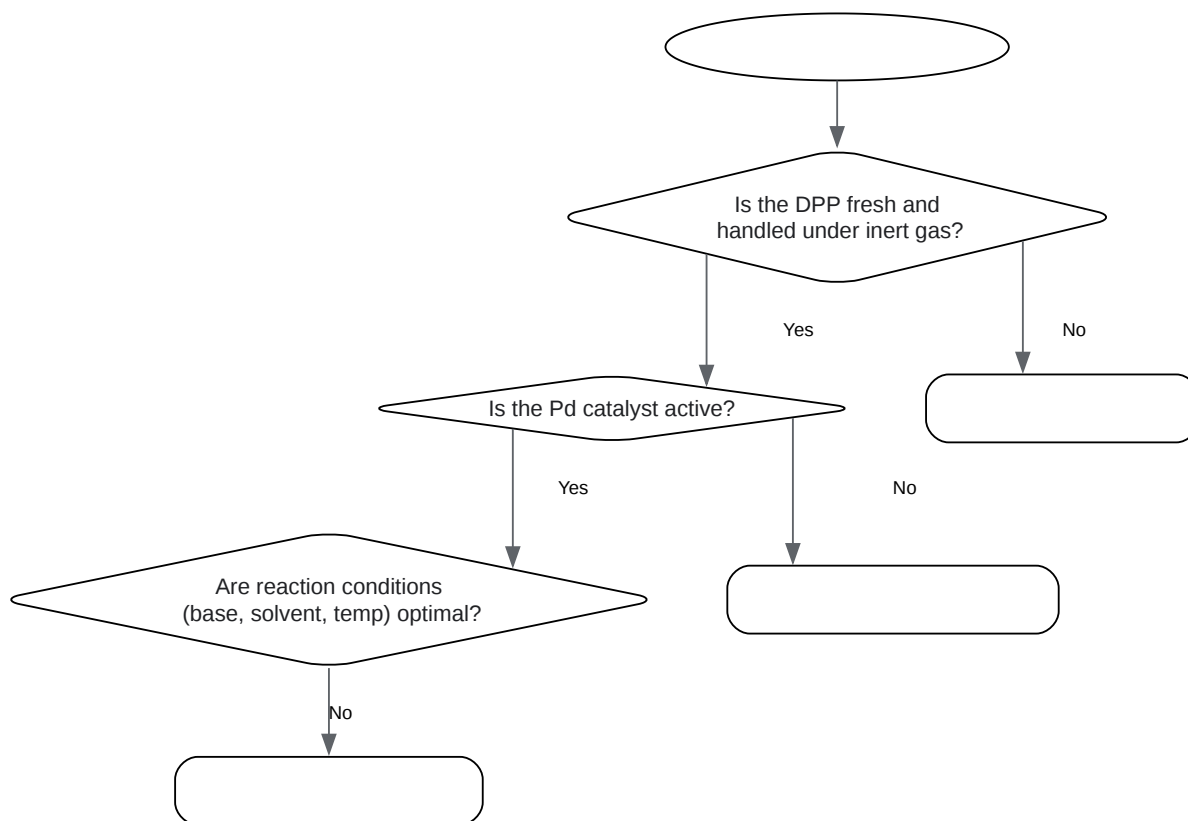 Is the DPP fresh and
handled under inert gas?
Yes
No
Is the Pd catalyst active?
Yes
No
Are reaction conditions
(base, solvent, temp) optimal?
No